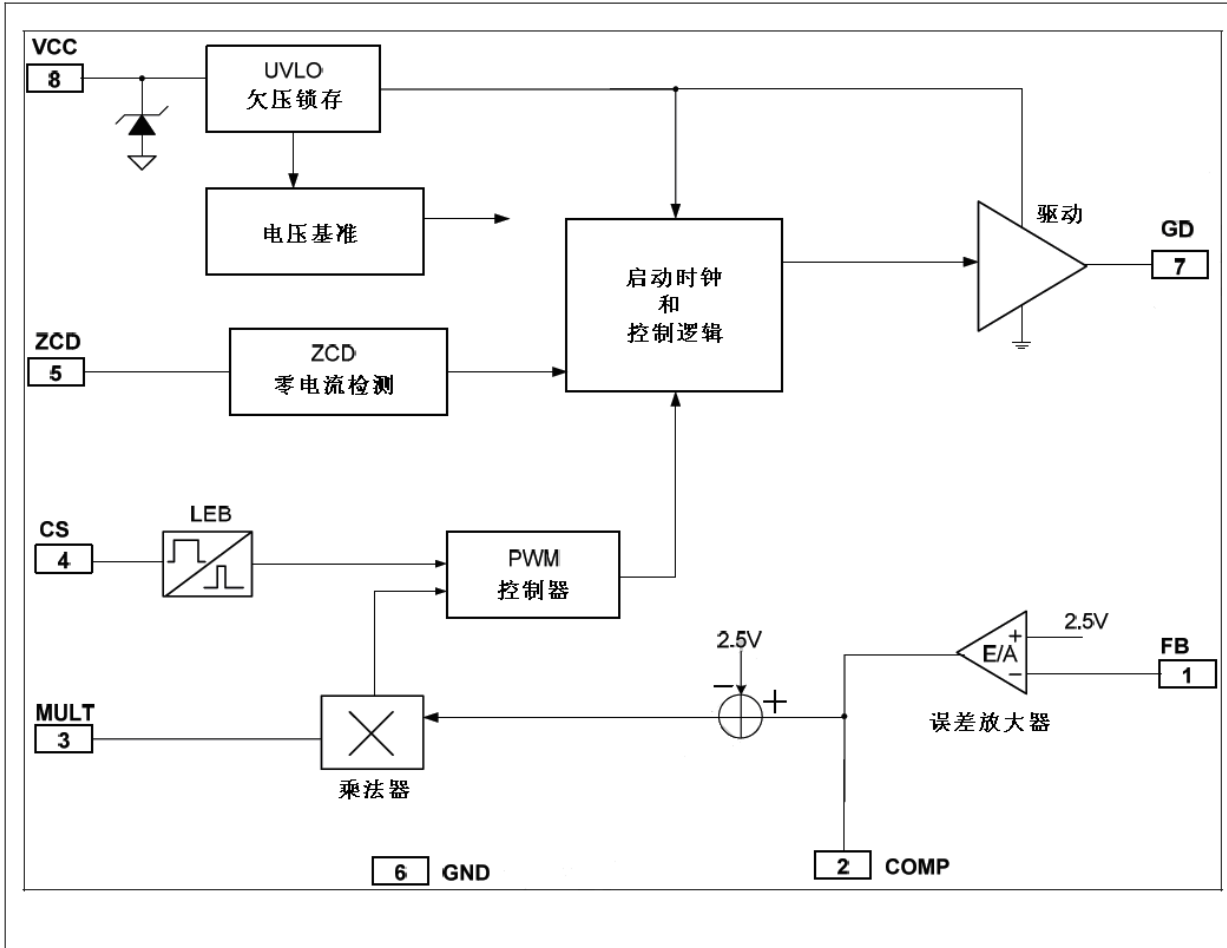 VCC
8
UVLO
欠压锁存
电压基准
驱动
GD
7
启动时钟
和
控制逻辑
ZCD
5
ZCD
零电流检测
LEB
CS
4
PWM
控制器
2.5V
+
E/A
−
2.5V
FB
1
误差放大器
−
+
MULT
3
乘法器
6
GND
2
COMP